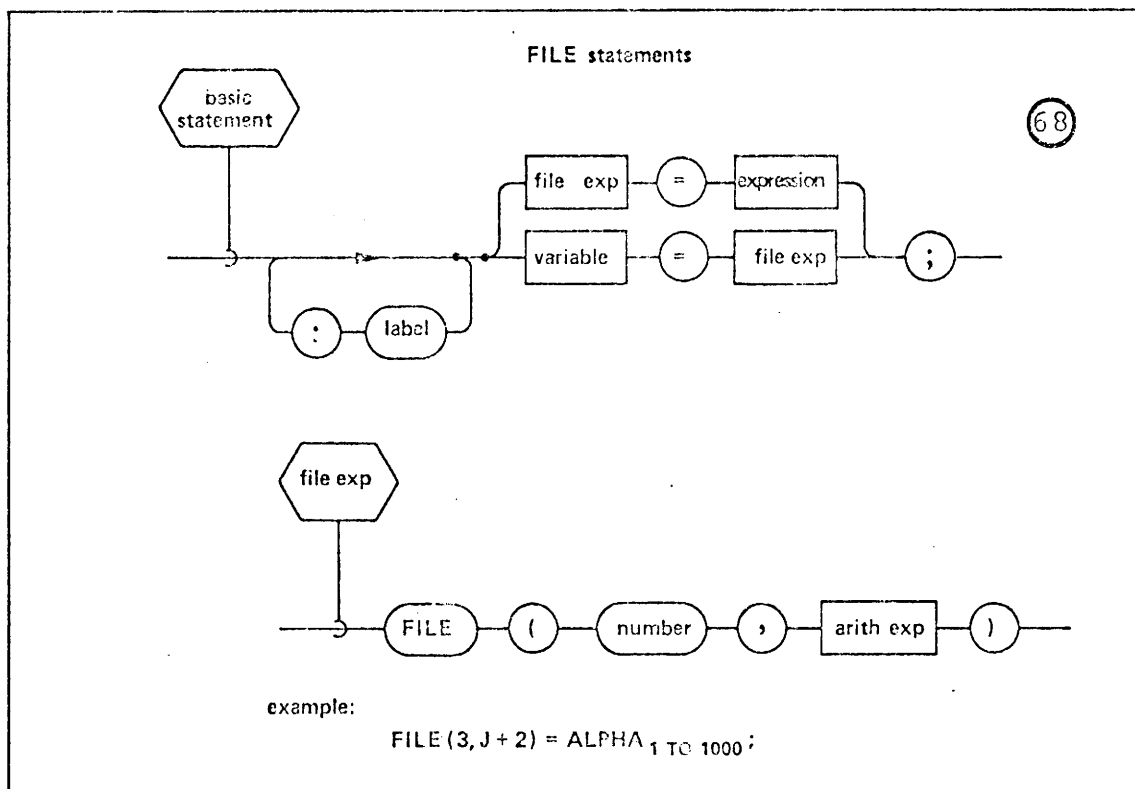 FILE statements
basic
statement
68
file exp = expression
variable = file exp ;
: label
file exp
FILE ( number , arith exp )
example:
FILE (3, J + 2) = ALPHA 1 TO 1000 ;